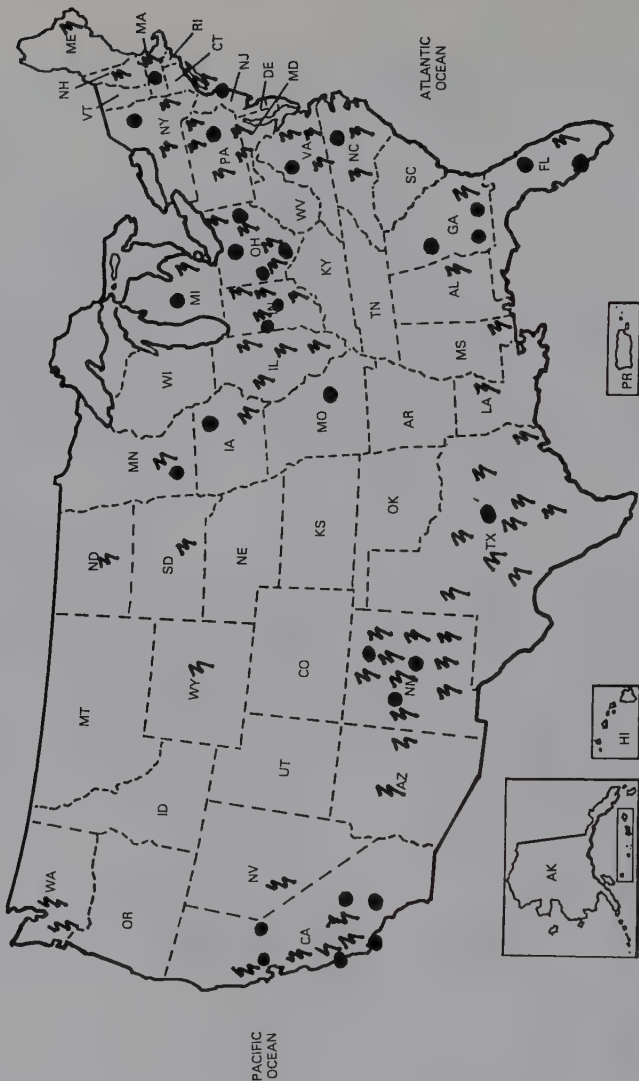 WA
OR
CA
NV
ID
MT
WY
UT
AZ
CO
NM
ND
SD
NE
KS
OK
TX
MN
IA
MO
AR
LA
WI
IL
MI
IN
OH
KY
TN
MS
AL
GA
FL
SC
NC
VA
WV
PA
NY
VT
NH
ME
MA
RI
CT
NJ
DE
MD
PACIFIC
OCEAN
ATLANTIC
OCEAN
AK
HI
PR